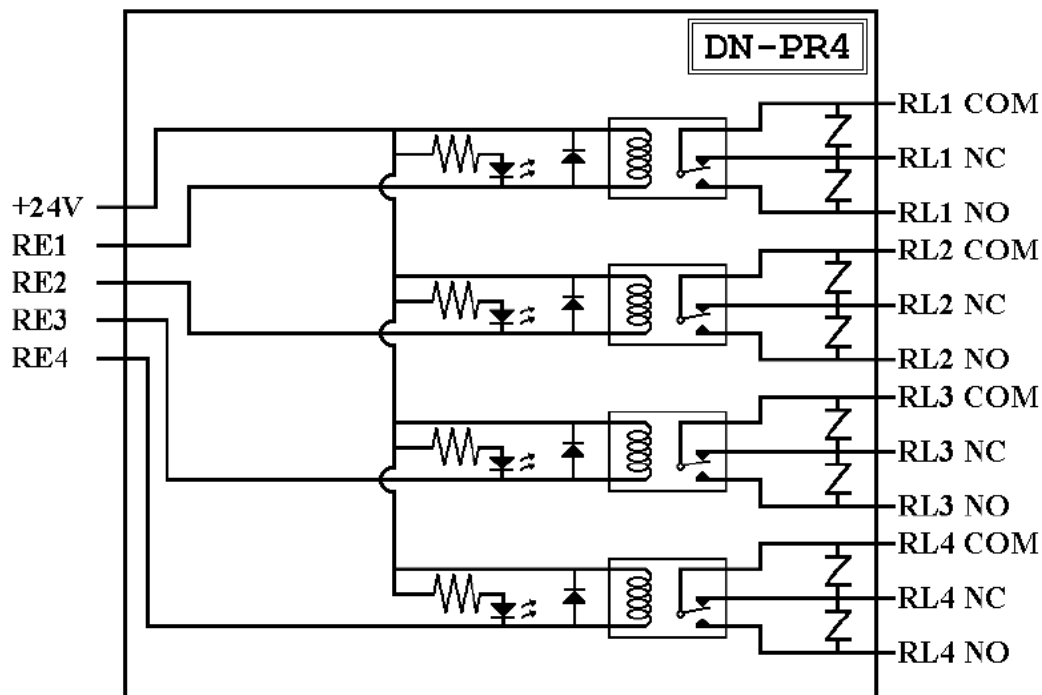 DN-PR4
+24V
RE1
RE2
RE3
RE4
RL1 COM
RL1 NC
RL1 NO
RL2 COM
RL2 NC
RL2 NO
RL3 COM
RL3 NC
RL3 NO
RL4 COM
RL4 NC
RL4 NO